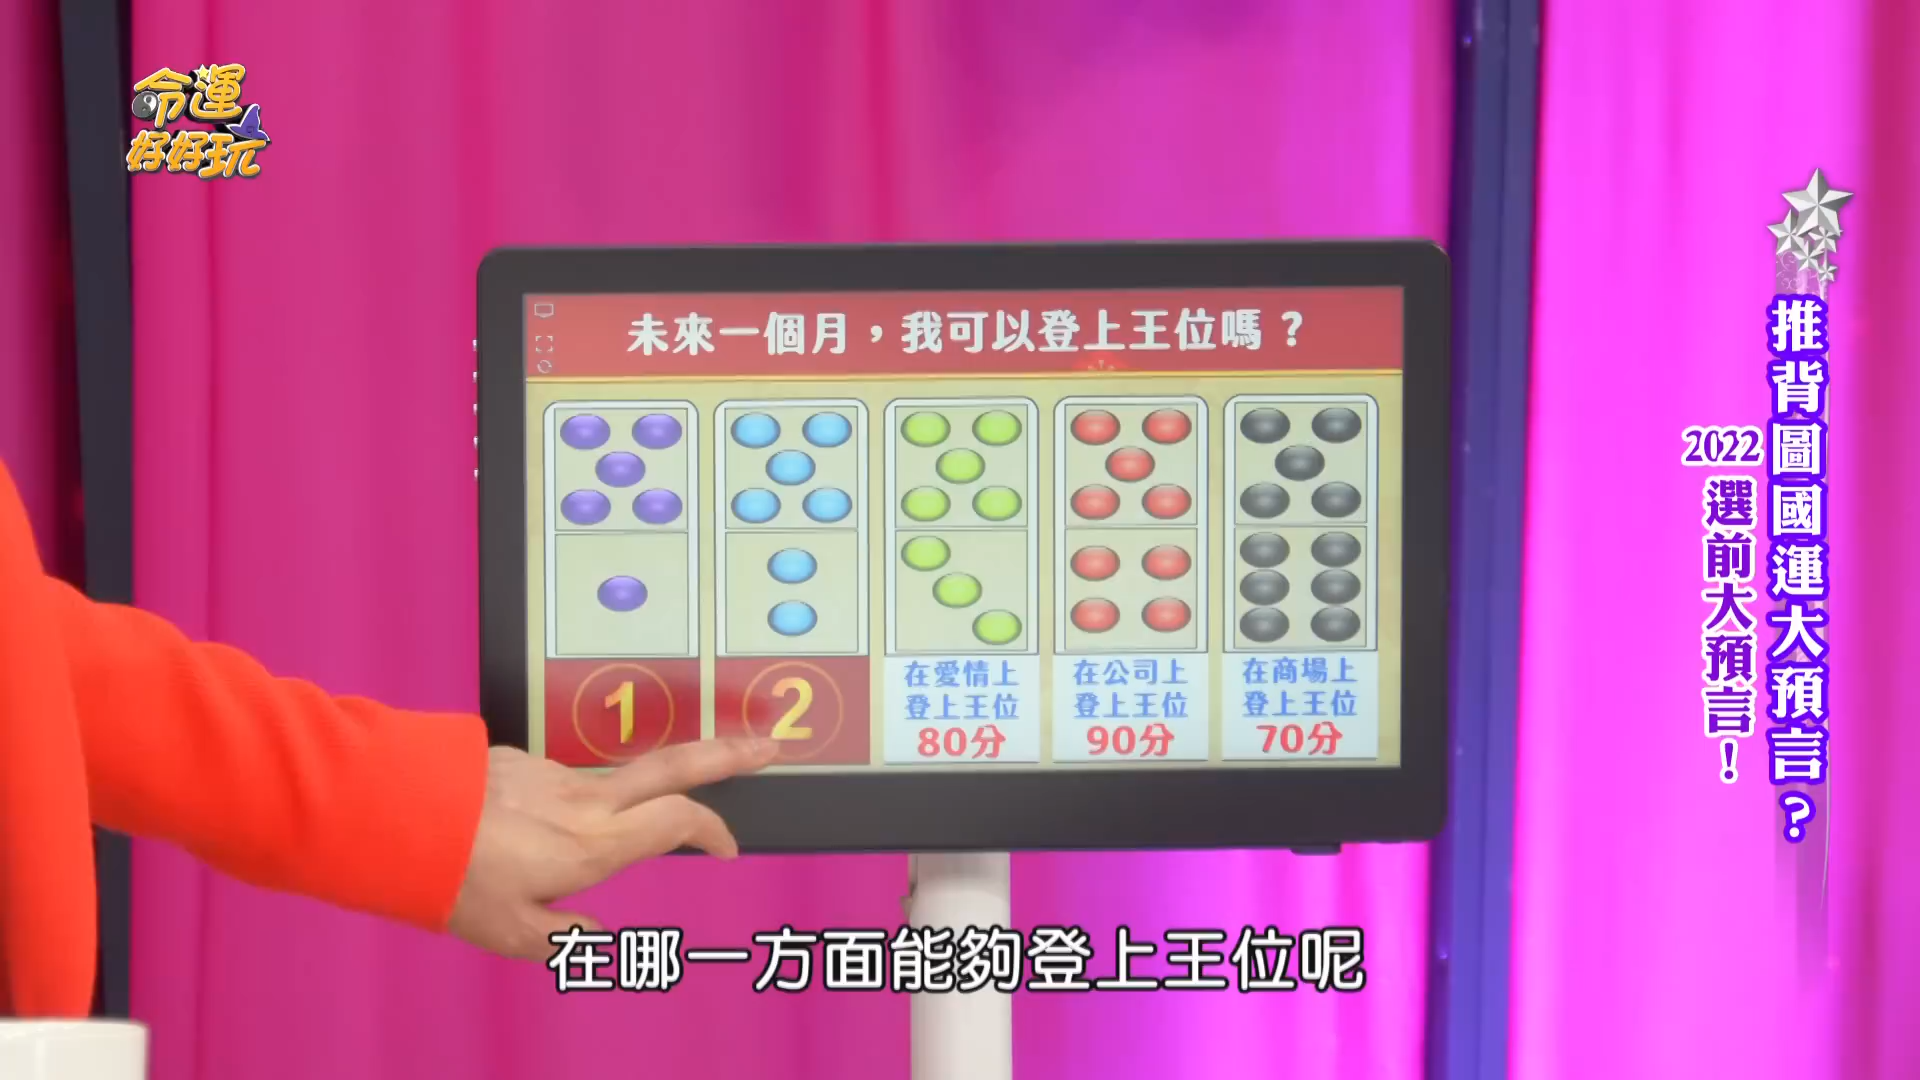 命運
好好玩
推背圖國運大預言?
2022選前大預言!
未來一個月,我可以登上王位嗎?
1
2
在愛情上
登上王位
80分
在公司上
登上王位
90分
在商場上
登上王位
70分
在哪一方面能夠登上王位呢